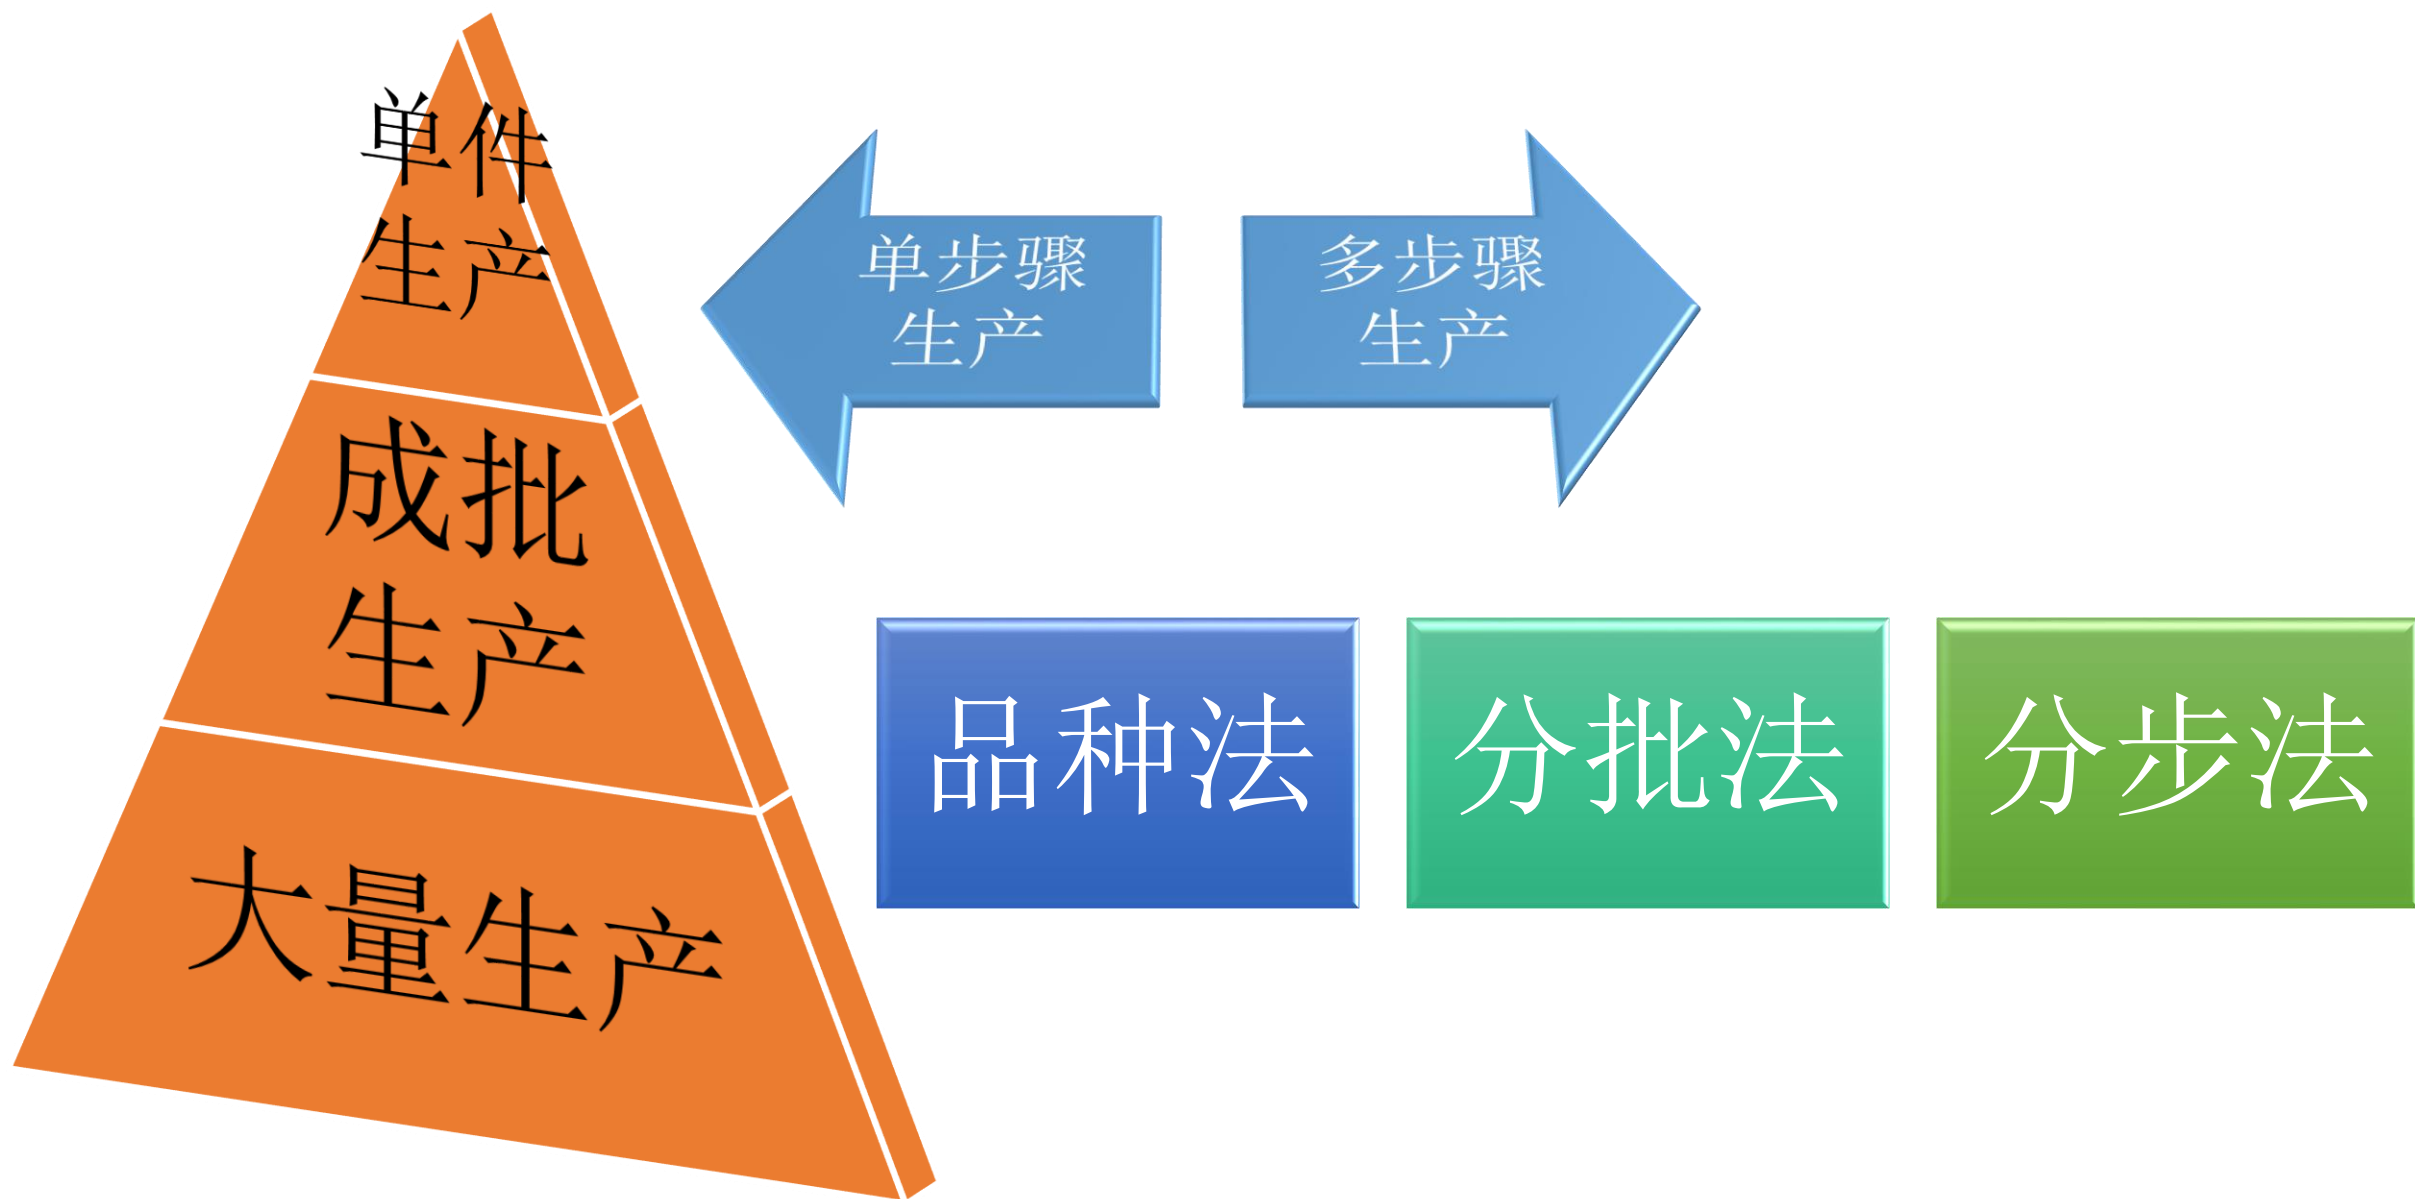 单件
生产
成批
生产
大量生产
单步骤
生产
多步骤
生产
品种法
分批法
分步法